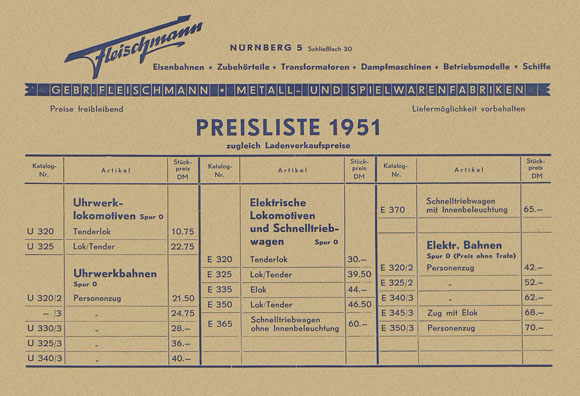 Fleischmann
NÜRNBERG 5 Schließfach 30
Eisenbahnen • Zubehörteile • Transformatoren • Dampfmaschinen • Betriebsmodelle • Schiffe
GEBR. FLEISCHMANN • METALL- UND SPIELWARENFABRIKEN
Preise freibleibend Liefermöglichkeit vorbehalten
PREISLISTE 1951
zugleich Ladenverkaufspreise
Katalog-Nr. Artikel Stück-preis DM
Uhrwerk-
lokomotiven Spur 0
U 320 Tenderlok 10.75
U 325 Lok/Tender 22.75
Uhrwerkbahnen
Spur 0
U 320/2 Personenzug 21.50
— /3 „ 24.75
U 330/3 „ 28.—
U 325/3 „ 36.—
U 340/3 „ 40.—
Katalog-Nr. Artikel Stück-preis DM
Elektrische
Lokomotiven
und Schnelltrieb-
wagen Spur 0
E 320 Tenderlok 30.—
E 325 Lok/Tender 39.50
E 335 Elok 44.—
E 350 Lok/Tender 46.50
E 365 Schnelltriebwagen
ohne Innenbeleuchtung 60.—
Katalog-Nr. Artikel Stück-preis DM
E 370 Schnelltriebwagen
mit Innenbeleuchtung 65.—
Elektr. Bahnen
Spur 0 (Preis ohne Trafo)
E 320/2 Personenzug 42.—
E 325/2 „ 52.—
E 340/3 „ 62.—
E 345/3 Zug mit Elok 68.—
E 350/3 Personenzug 70.—